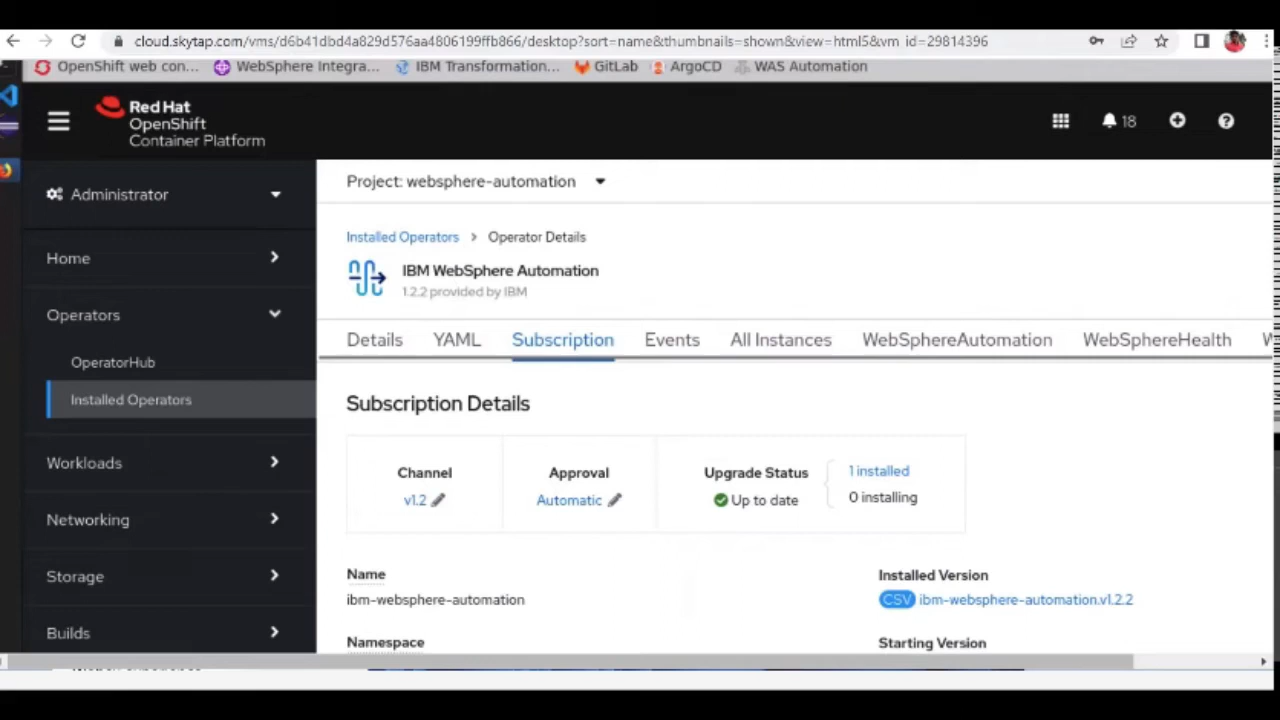 cloud.skytap.com/vms/d6b41dbd4a829d576aa4806199ffb866/desktop?sort=name&thumbnails=shown&view=html5&vm_id=29814396
OpenShift web con... WebSphere Integra... IBM Transformation... GitLab ArgoCD WAS Automation
Red Hat
OpenShift
Container Platform
18
Administrator
Project: websphere-automation
Installed Operators > Operator Details
Home
IBM WebSphere Automation
1.2.2 provided by IBM
Operators
Details YAML Subscription Events All Instances WebSphereAutomation WebSphereHealth W
OperatorHub
Installed Operators
Subscription Details
Workloads
Channel Approval Upgrade Status 1 installed
v1.2 Automatic Up to date 0 installing
Networking
Storage
Name Installed Version
ibm-websphere-automation CSV ibm-websphere-automation.v1.2.2
Builds
Namespace Starting Version